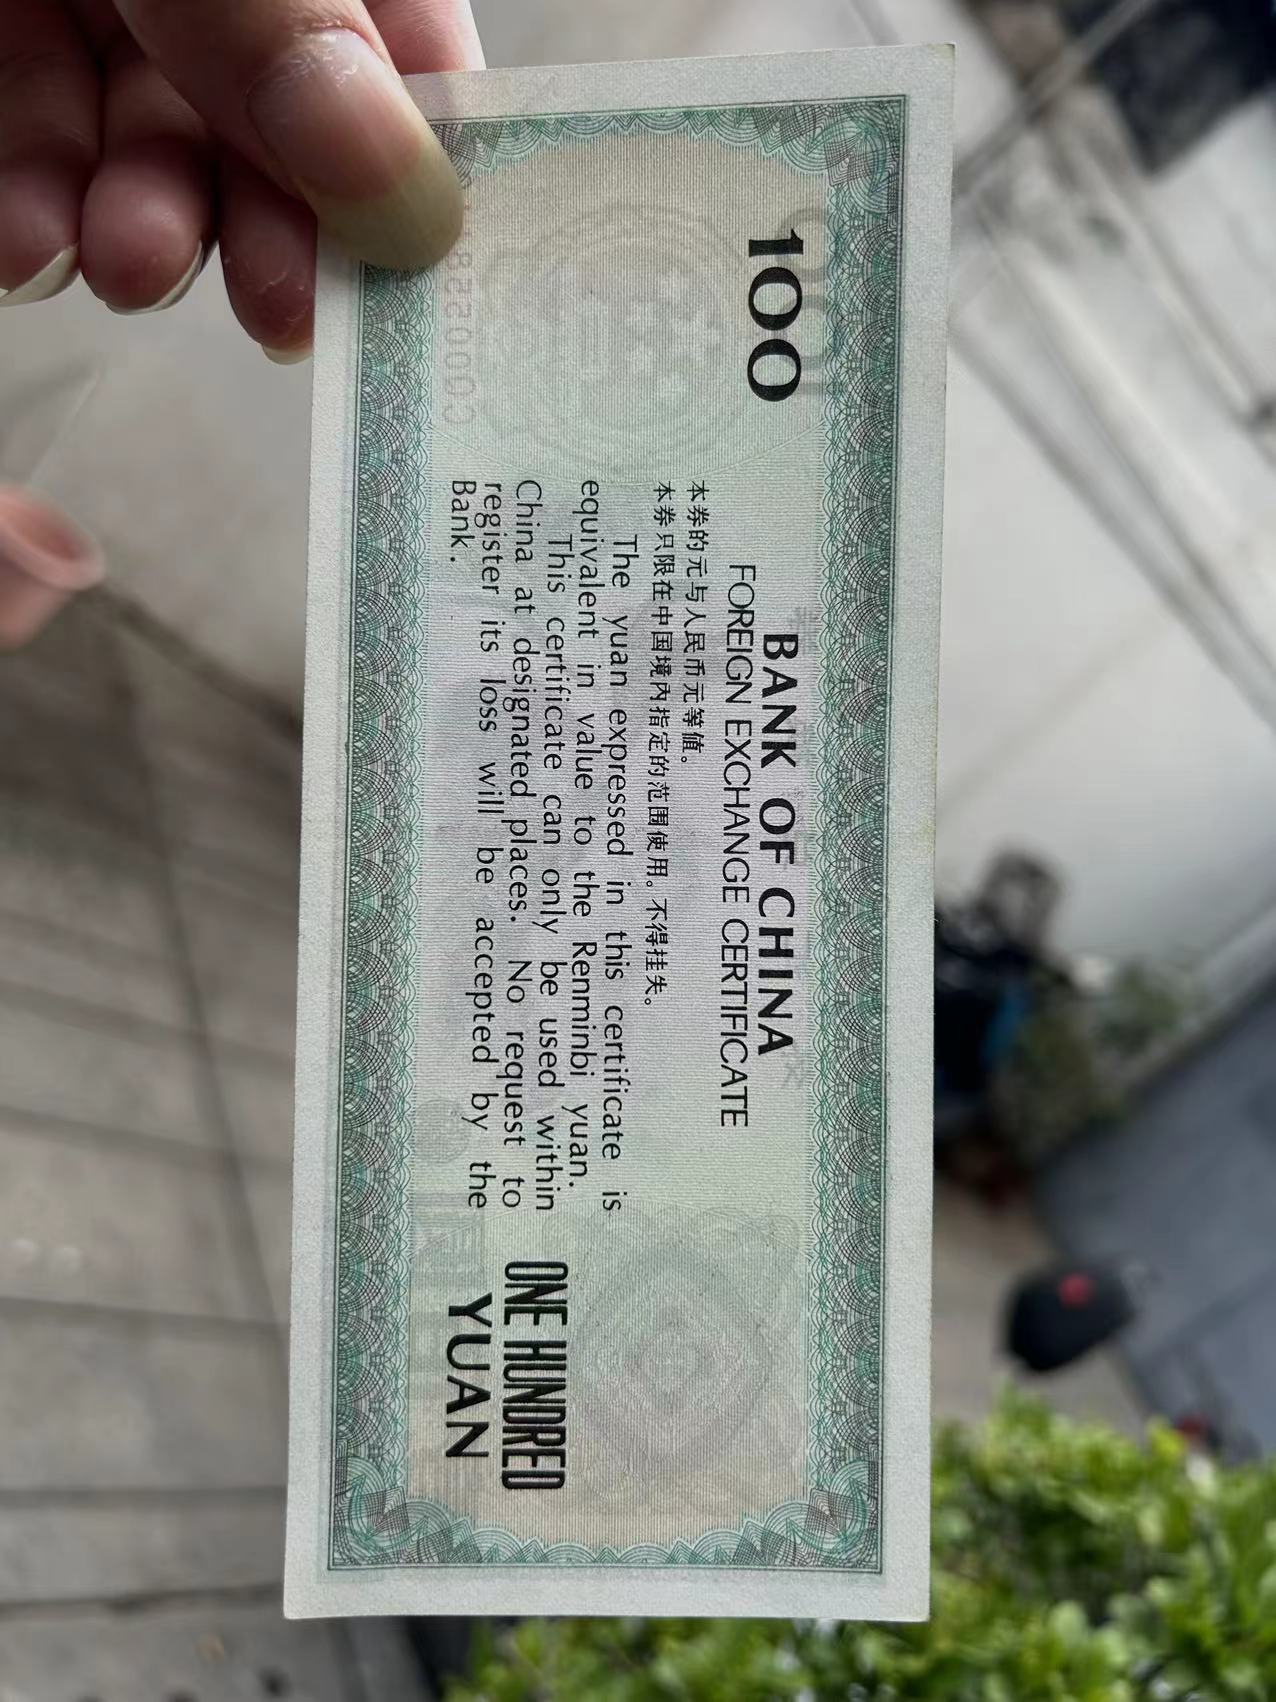 100
BANK OF CHINA
FOREIGN EXCHANGE CERTIFICATE
本券的元与人民币元等值。
本券只限在中国境内指定的范围使用。不得挂失。
The yuan expressed in this certificate is
equivalent in value to the Renminbi yuan.
This certificate can only be used within
China at designated places. No request to
register its loss will be accepted by the
Bank.
ONE HUNDRED
YUAN